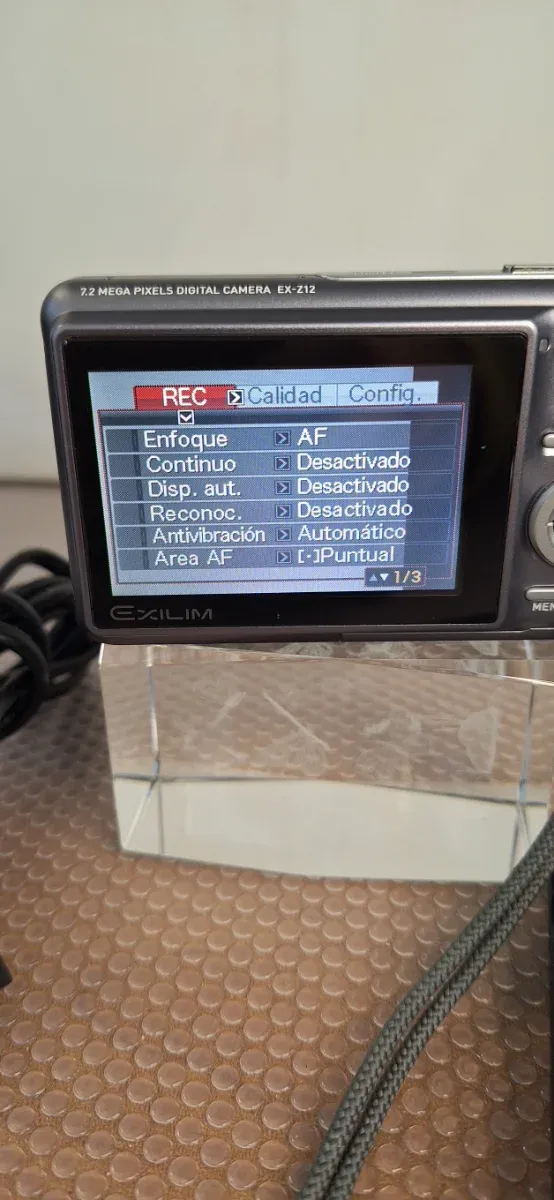 7.2 MEGA PIXELS DIGITAL CAMERA EX-Z12
REC Calidad Config.
Enfoque AF
Continuo Desactivado
Disp. aut. Desactivado
Reconoc. Desactivado
Antivibración Automático
Area AF [·]Puntual
1/3
EXILIM
MEN